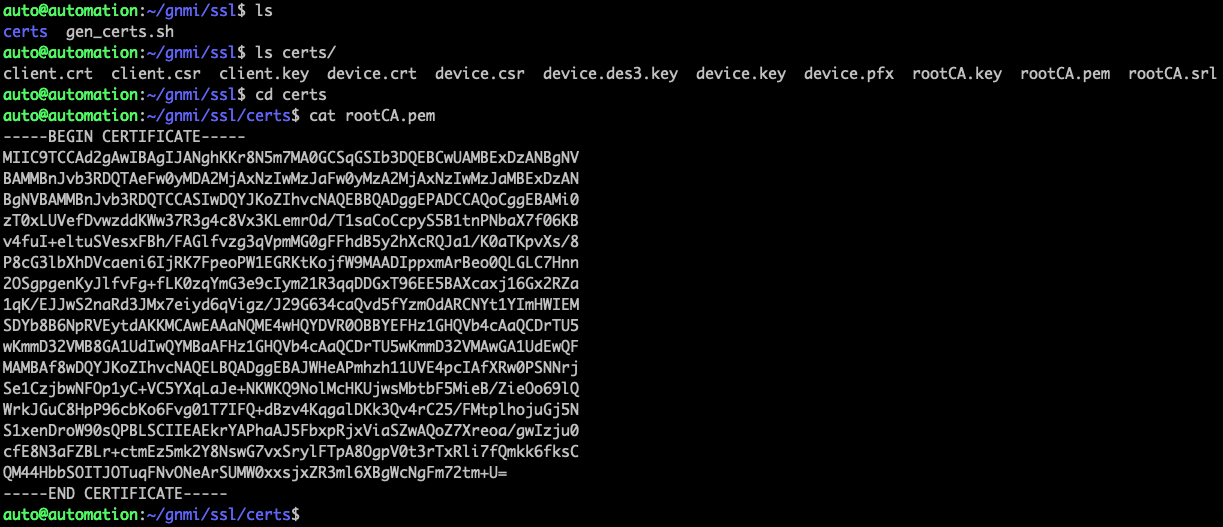 auto@automation:~/gnmi/ssl$ ls
certs  gen_certs.sh
auto@automation:~/gnmi/ssl$ ls certs/
client.crt  client.csr  client.key  device.crt  device.csr  device.des3.key  device.key  device.pfx  rootCA.key  rootCA.pem  rootCA.srl
auto@automation:~/gnmi/ssl$ cd certs
auto@automation:~/gnmi/ssl/certs$ cat rootCA.pem
-----BEGIN CERTIFICATE-----
MIIC9TCCAd2gAwIBAgIJANghKKr8N5m7MA0GCSqGSIb3DQEBCwUAMBExDzANBgNV
BAMMBnJvb3RDQTAeFw0yMDA2MjAxNzIwMzJaFw0yMzA2MjAxNzIwMzJaMBExDzAN
BgNVBAMMBnJvb3RDQTCCASIwDQYJKoZIhvcNAQEBBQADggEPADCCAQoCggEBAMi0
zT0xLUVefDvwzddKWw37R3g4c8Vx3KLemrOd/T1saCoCcpyS5B1tnPNbaX7f06KB
v4fuI+eltuSVesxFBh/FAGlfvzg3qVpmMG0gFFhdB5y2hXcRQJa1/K0aTKpvXs/8
P8cG3lbXhDVcaeni6IjRK7FpeoPW1EGRKtKojfW9MAADIppxmArBeo0QLGLC7Hnn
2OSgpgenKyJlfvFg+fLK0zqYmG3e9cIym21R3qqDDGxT96EE5BAXcaxj16Gx2RZa
1qK/EJJwS2naRd3JMx7eiyd6qVigz/J29G634caQvd5fYzmOdARCNYt1YImHWIEM
SDYb8B6NpRVEytdAKKMCAwEAAaNQME4wHQYDVR0OBBYEFHz1GHQVb4cAaQCDrTU5
wKmmD32VMB8GA1UdIwQYMBaAFHz1GHQVb4cAaQCDrTU5wKmmD32VMAwGA1UdEwQF
MAMBAf8wDQYJKoZIhvcNAQELBQADggEBAJWHeAPmhzh11UVE4pcIAfXRw0PSNNrj
Se1CzjbwNFOp1yC+VC5YXqLaJe+NKWKQ9NolMcHKUjwsMbtbF5MieB/ZieOo69lQ
WrkJGuC8HpP96cbKo6Fvg01T7IFQ+dBzv4KqgalDKk3Qv4rC25/FMtplhojuGj5N
S1xenDroW90sQPBLSCIIEAEkrYAPhaAJ5FbxpRjxViaSZwAQoZ7Xreoa/gwIzju0
cfE8N3aFZBLr+ctmEz5mk2Y8NswG7vxSrylFTpA8OgpV0t3rTxRli7fQmkk6fksC
QM44HbbSOITJOTuqFNvONeArSUMW0xxsjxZR3ml6XBgWcNgFm72tm+U=
-----END CERTIFICATE-----
auto@automation:~/gnmi/ssl/certs$